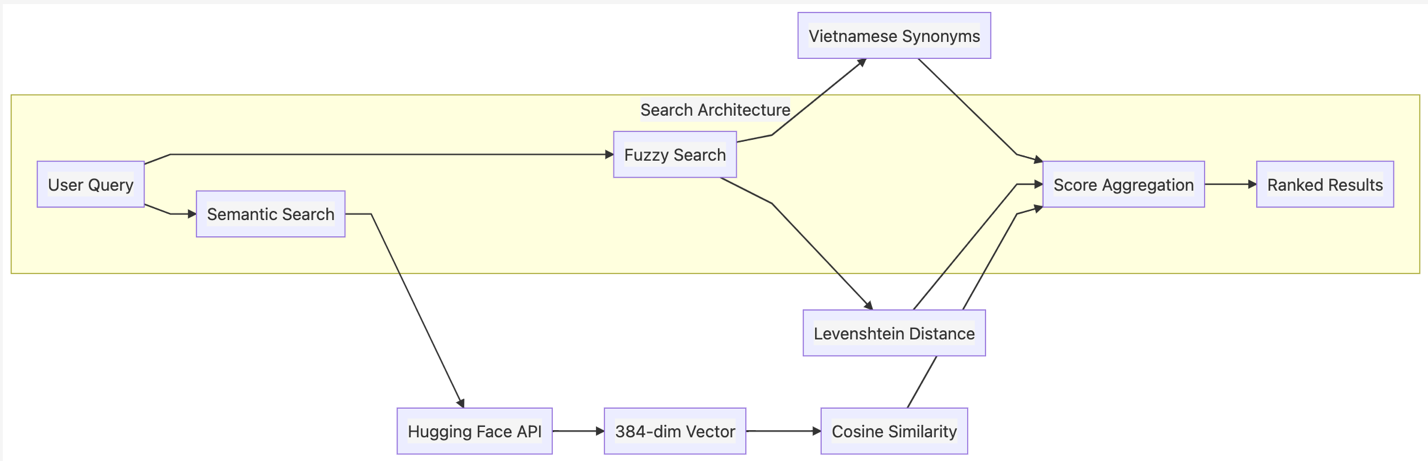 Vietnamese Synonyms
Search Architecture
Fuzzy Search
User Query
Score Aggregation
Ranked Results
Semantic Search
Levenshtein Distance
Hugging Face API
384-dim Vector
Cosine Similarity